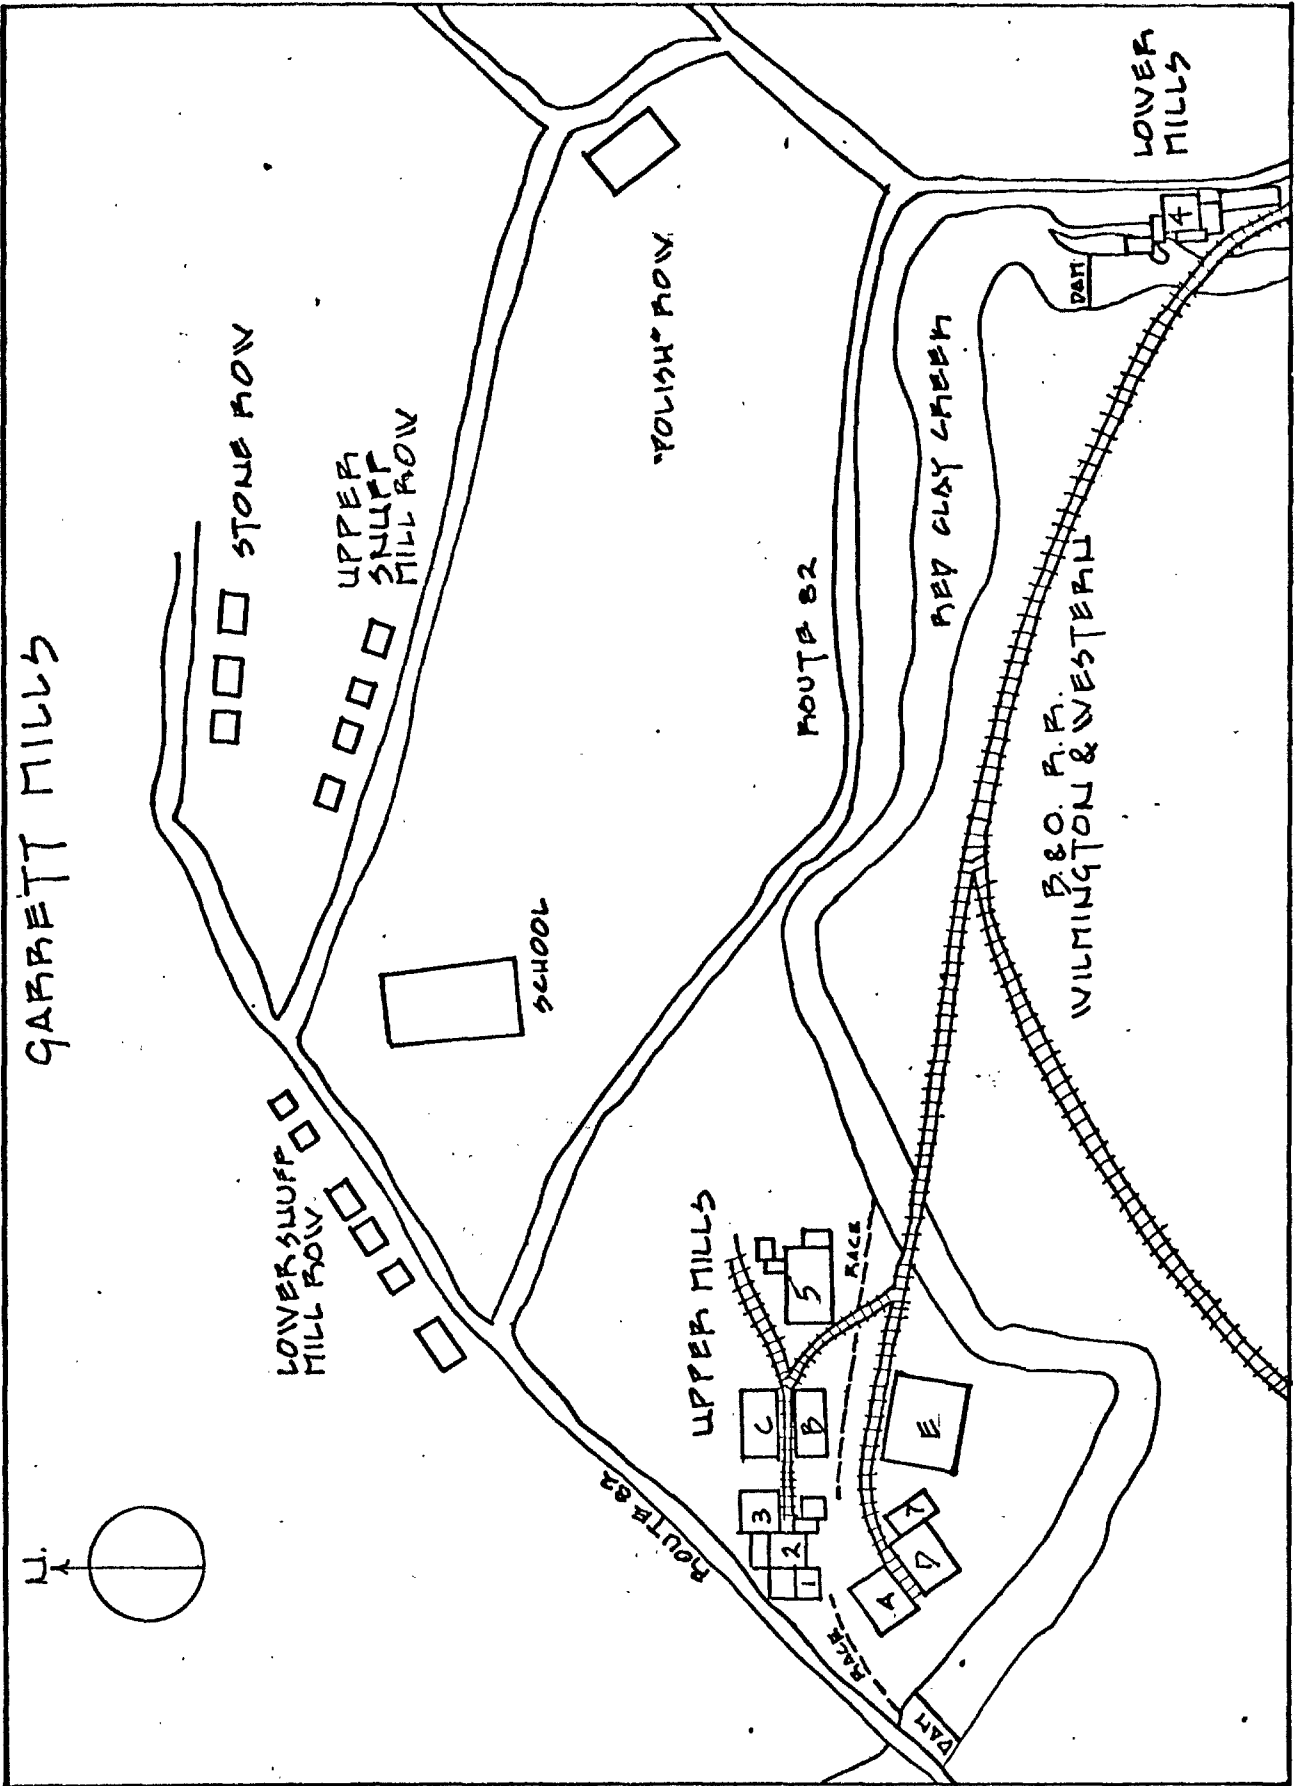 GARRETT MILLS
N.
STONE ROW
UPPER
SNUFF
MILL ROW
LOWER SNUFF
MILL ROW
SCHOOL
"POLISH" ROW
ROUTE 82
ROUTE 82
UPPER MILLS
RED CLAY CREEK
LOWER
MILLS
B.&O. R.R.
WILMINGTON & WESTERN
DAM
RACE
RACE
DAM
1
2
3
C
B
5
A
D
E
4